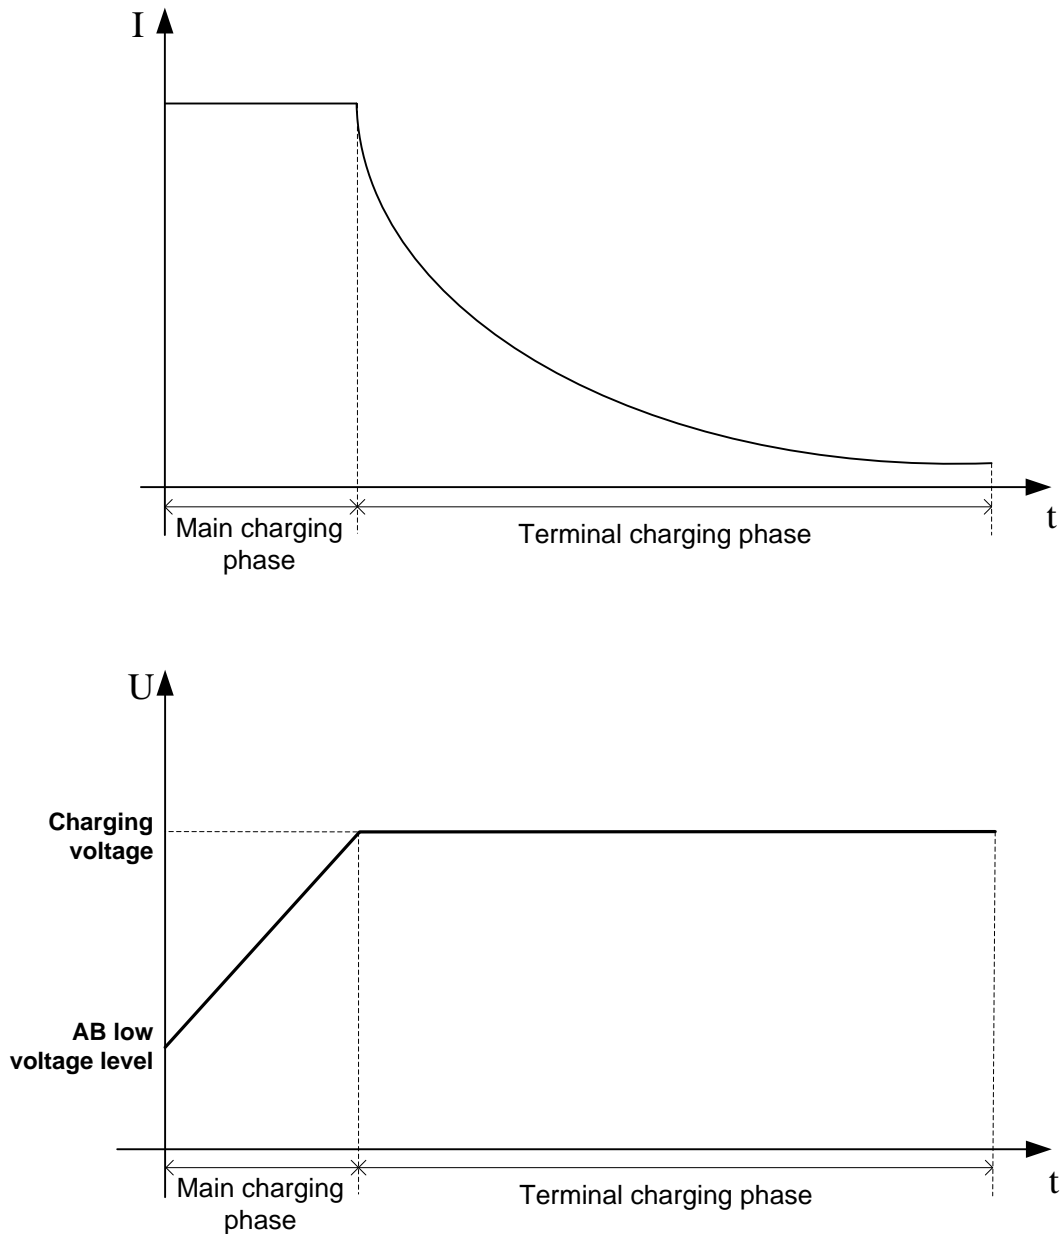 I
Main charging
phase
Terminal charging phase
t
U
Charging
voltage
AB low
voltage level
Main charging
phase
Terminal charging phase
t